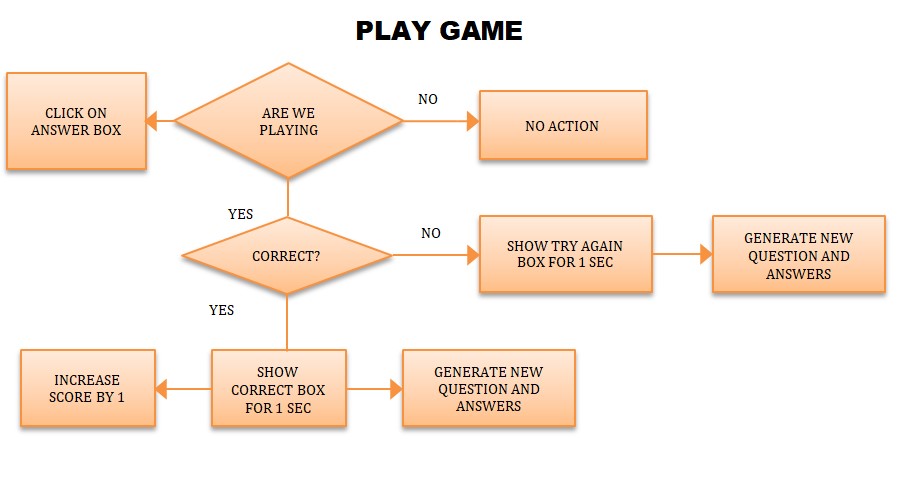 PLAY GAME
CLICK ON
ANSWER BOX
ARE WE
PLAYING
NO
NO ACTION
YES
CORRECT?
NO
SHOW TRY AGAIN
BOX FOR 1 SEC
GENERATE NEW
QUESTION AND
ANSWERS
YES
INCREASE
SCORE BY 1
SHOW
CORRECT BOX
FOR 1 SEC
GENERATE NEW
QUESTION AND
ANSWERS